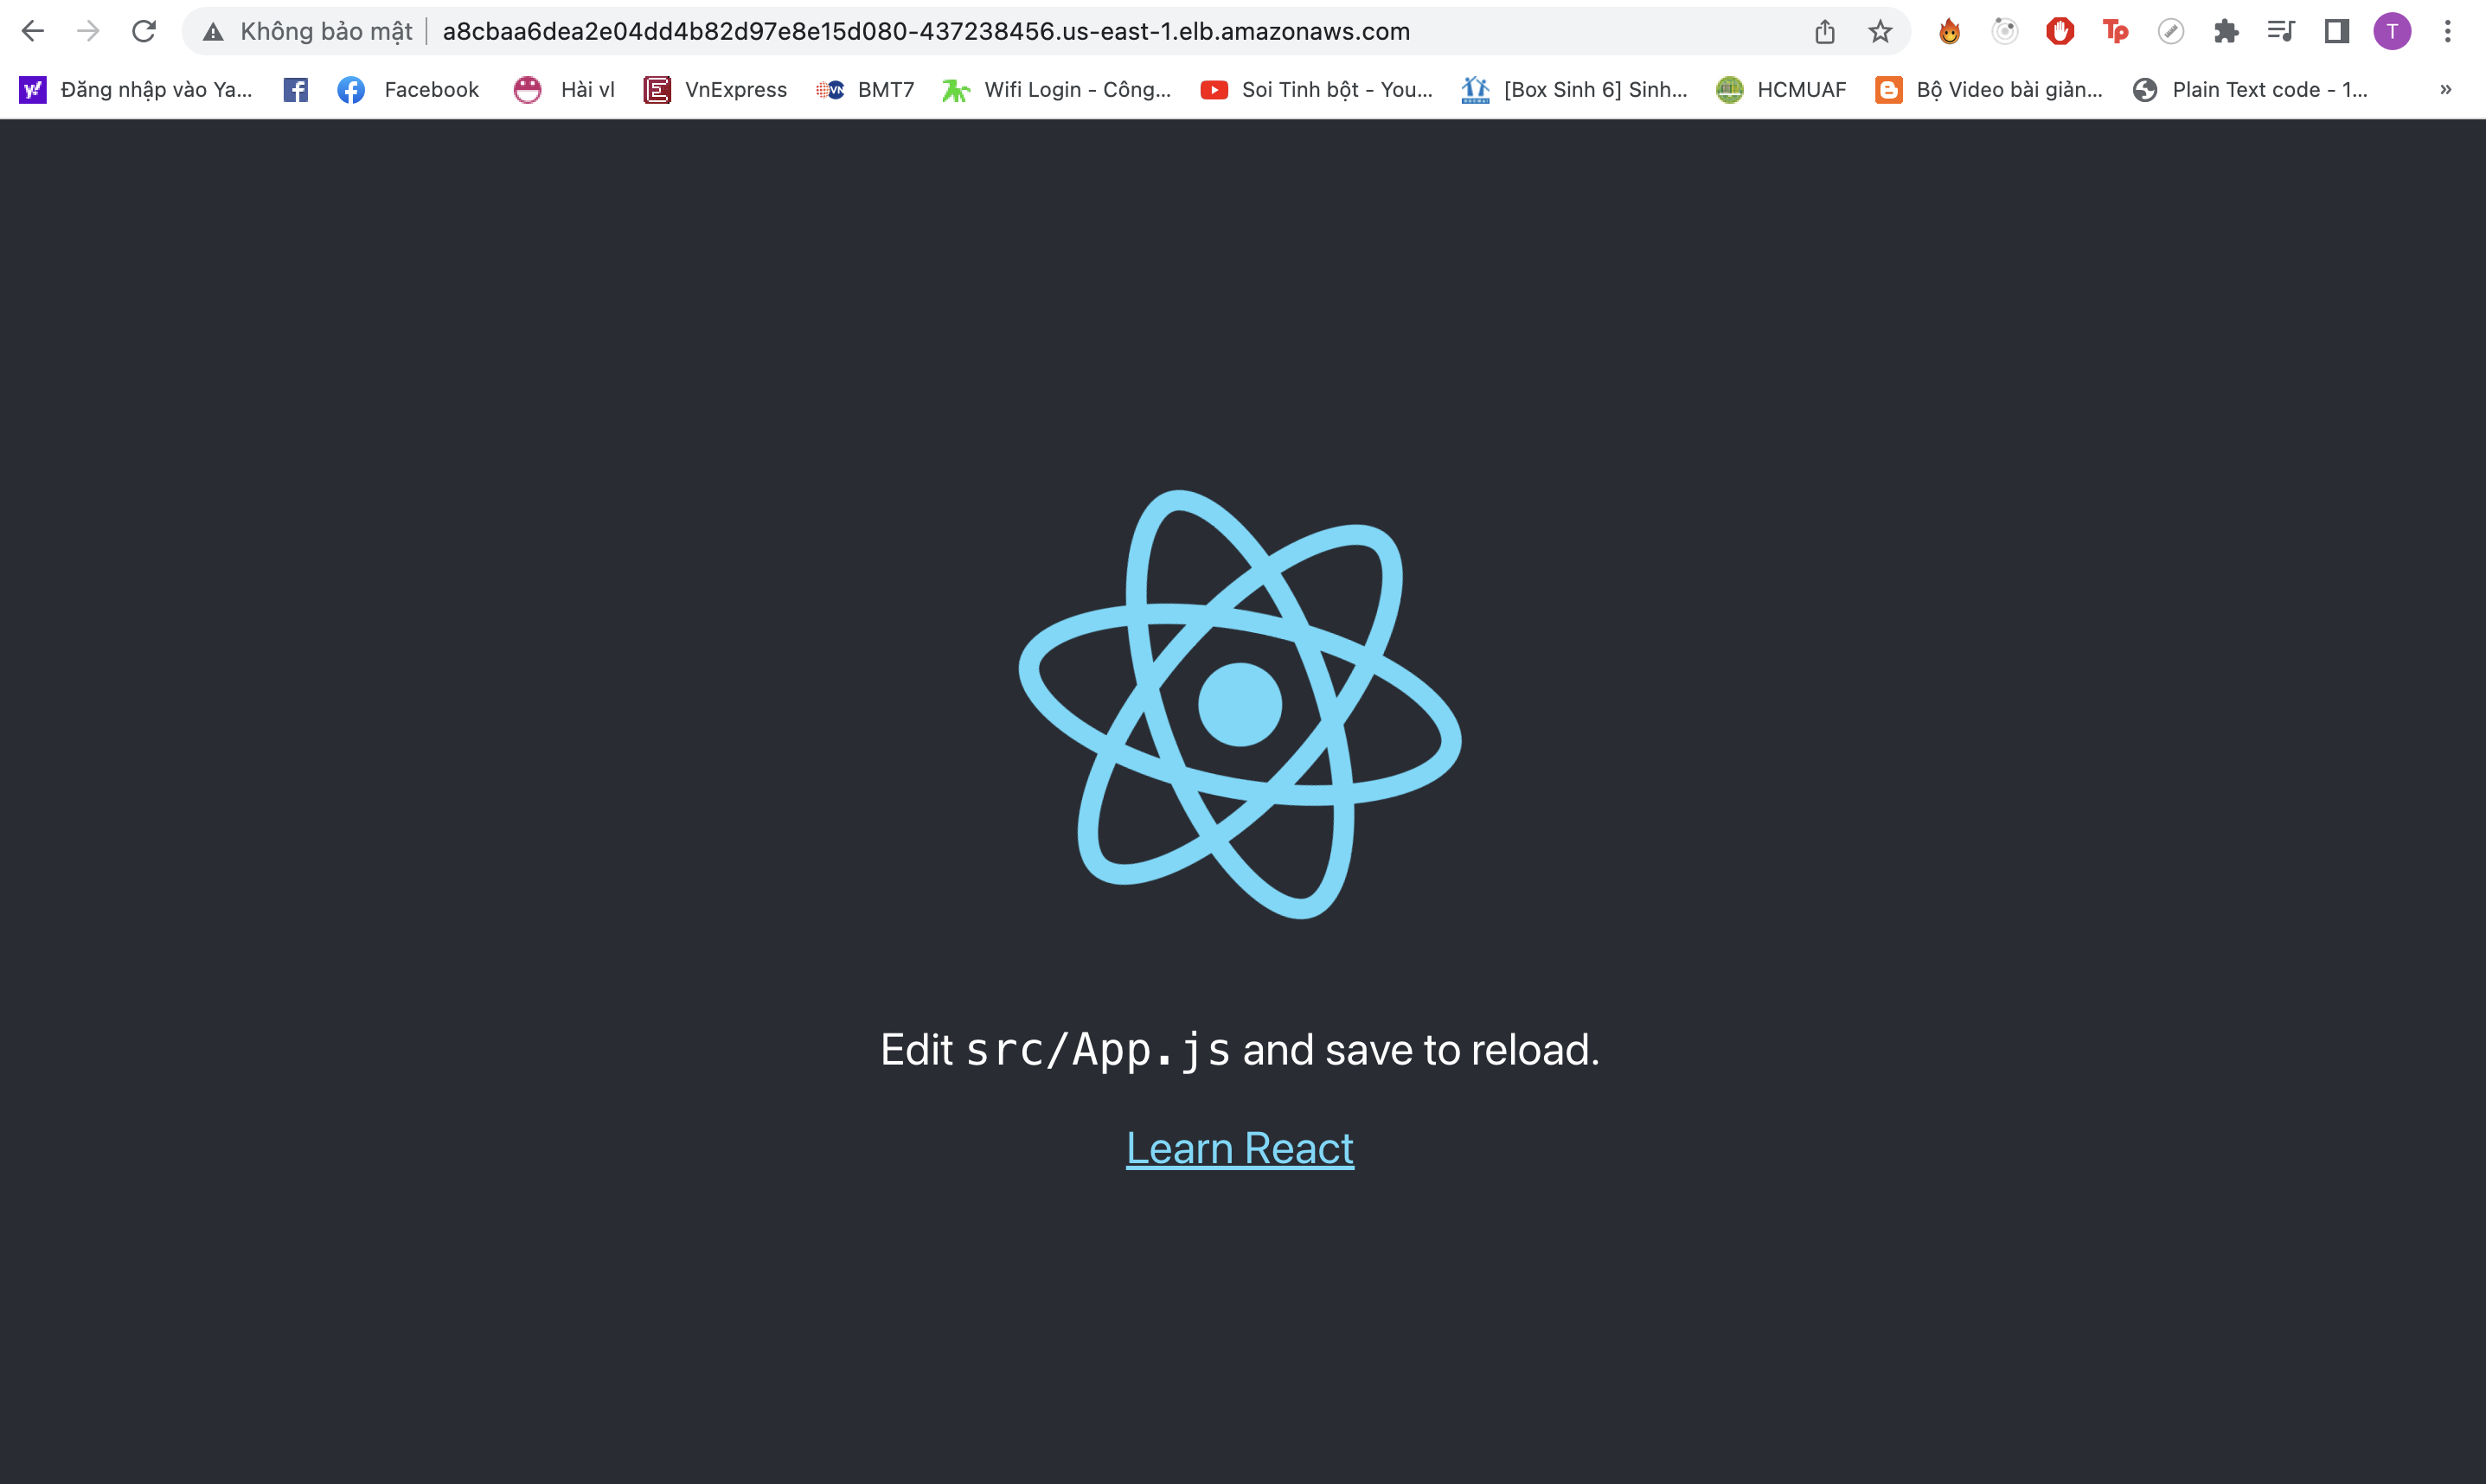 Không bảo mật a8cbaa6dea2e04dd4b82d97e8e15d080-437238456.us-east-1.elb.amazonaws.com Tp T
y! Đăng nhập vào Ya... Facebook Hài vl VnExpress VN BMT7 Wifi Login - Công... Soi Tinh bột - You... [Box Sinh 6] Sinh... HCMUAF Bộ Video bài giản... Plain Text code - 1... »
Edit src/App.js and save to reload.
Learn React